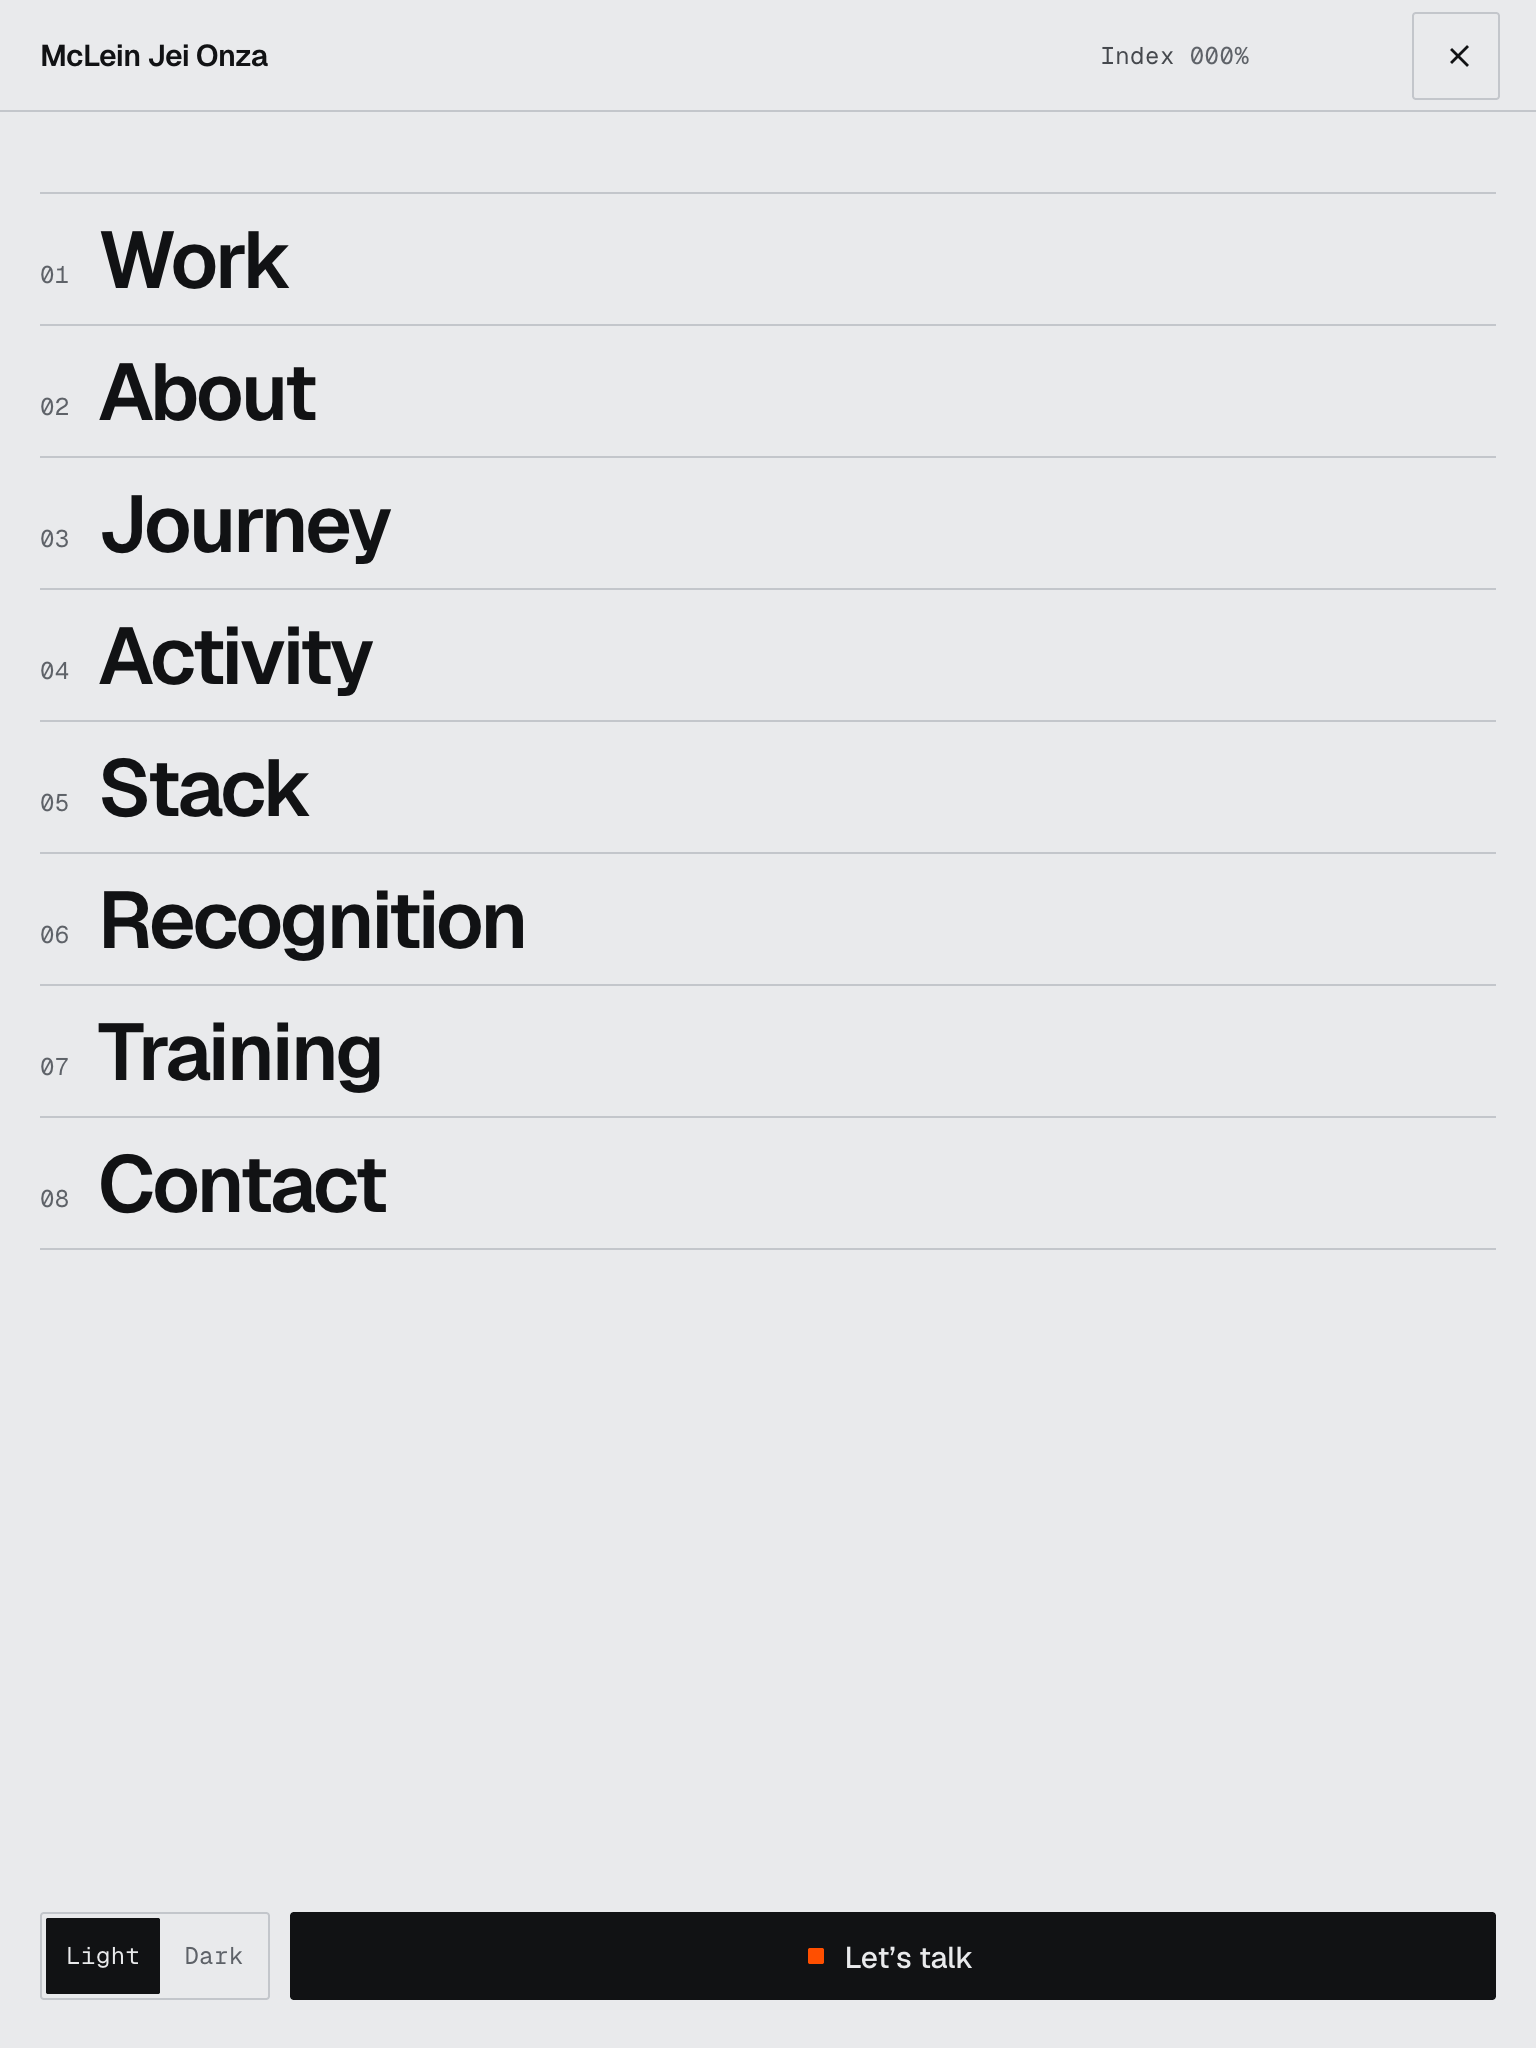 McLein Jei Onza
Index 000%
01 Work
02 About
03 Journey
04 Activity
05 Stack
06 Recognition
07 Training
08 Contact
Light Dark
Let’s talk